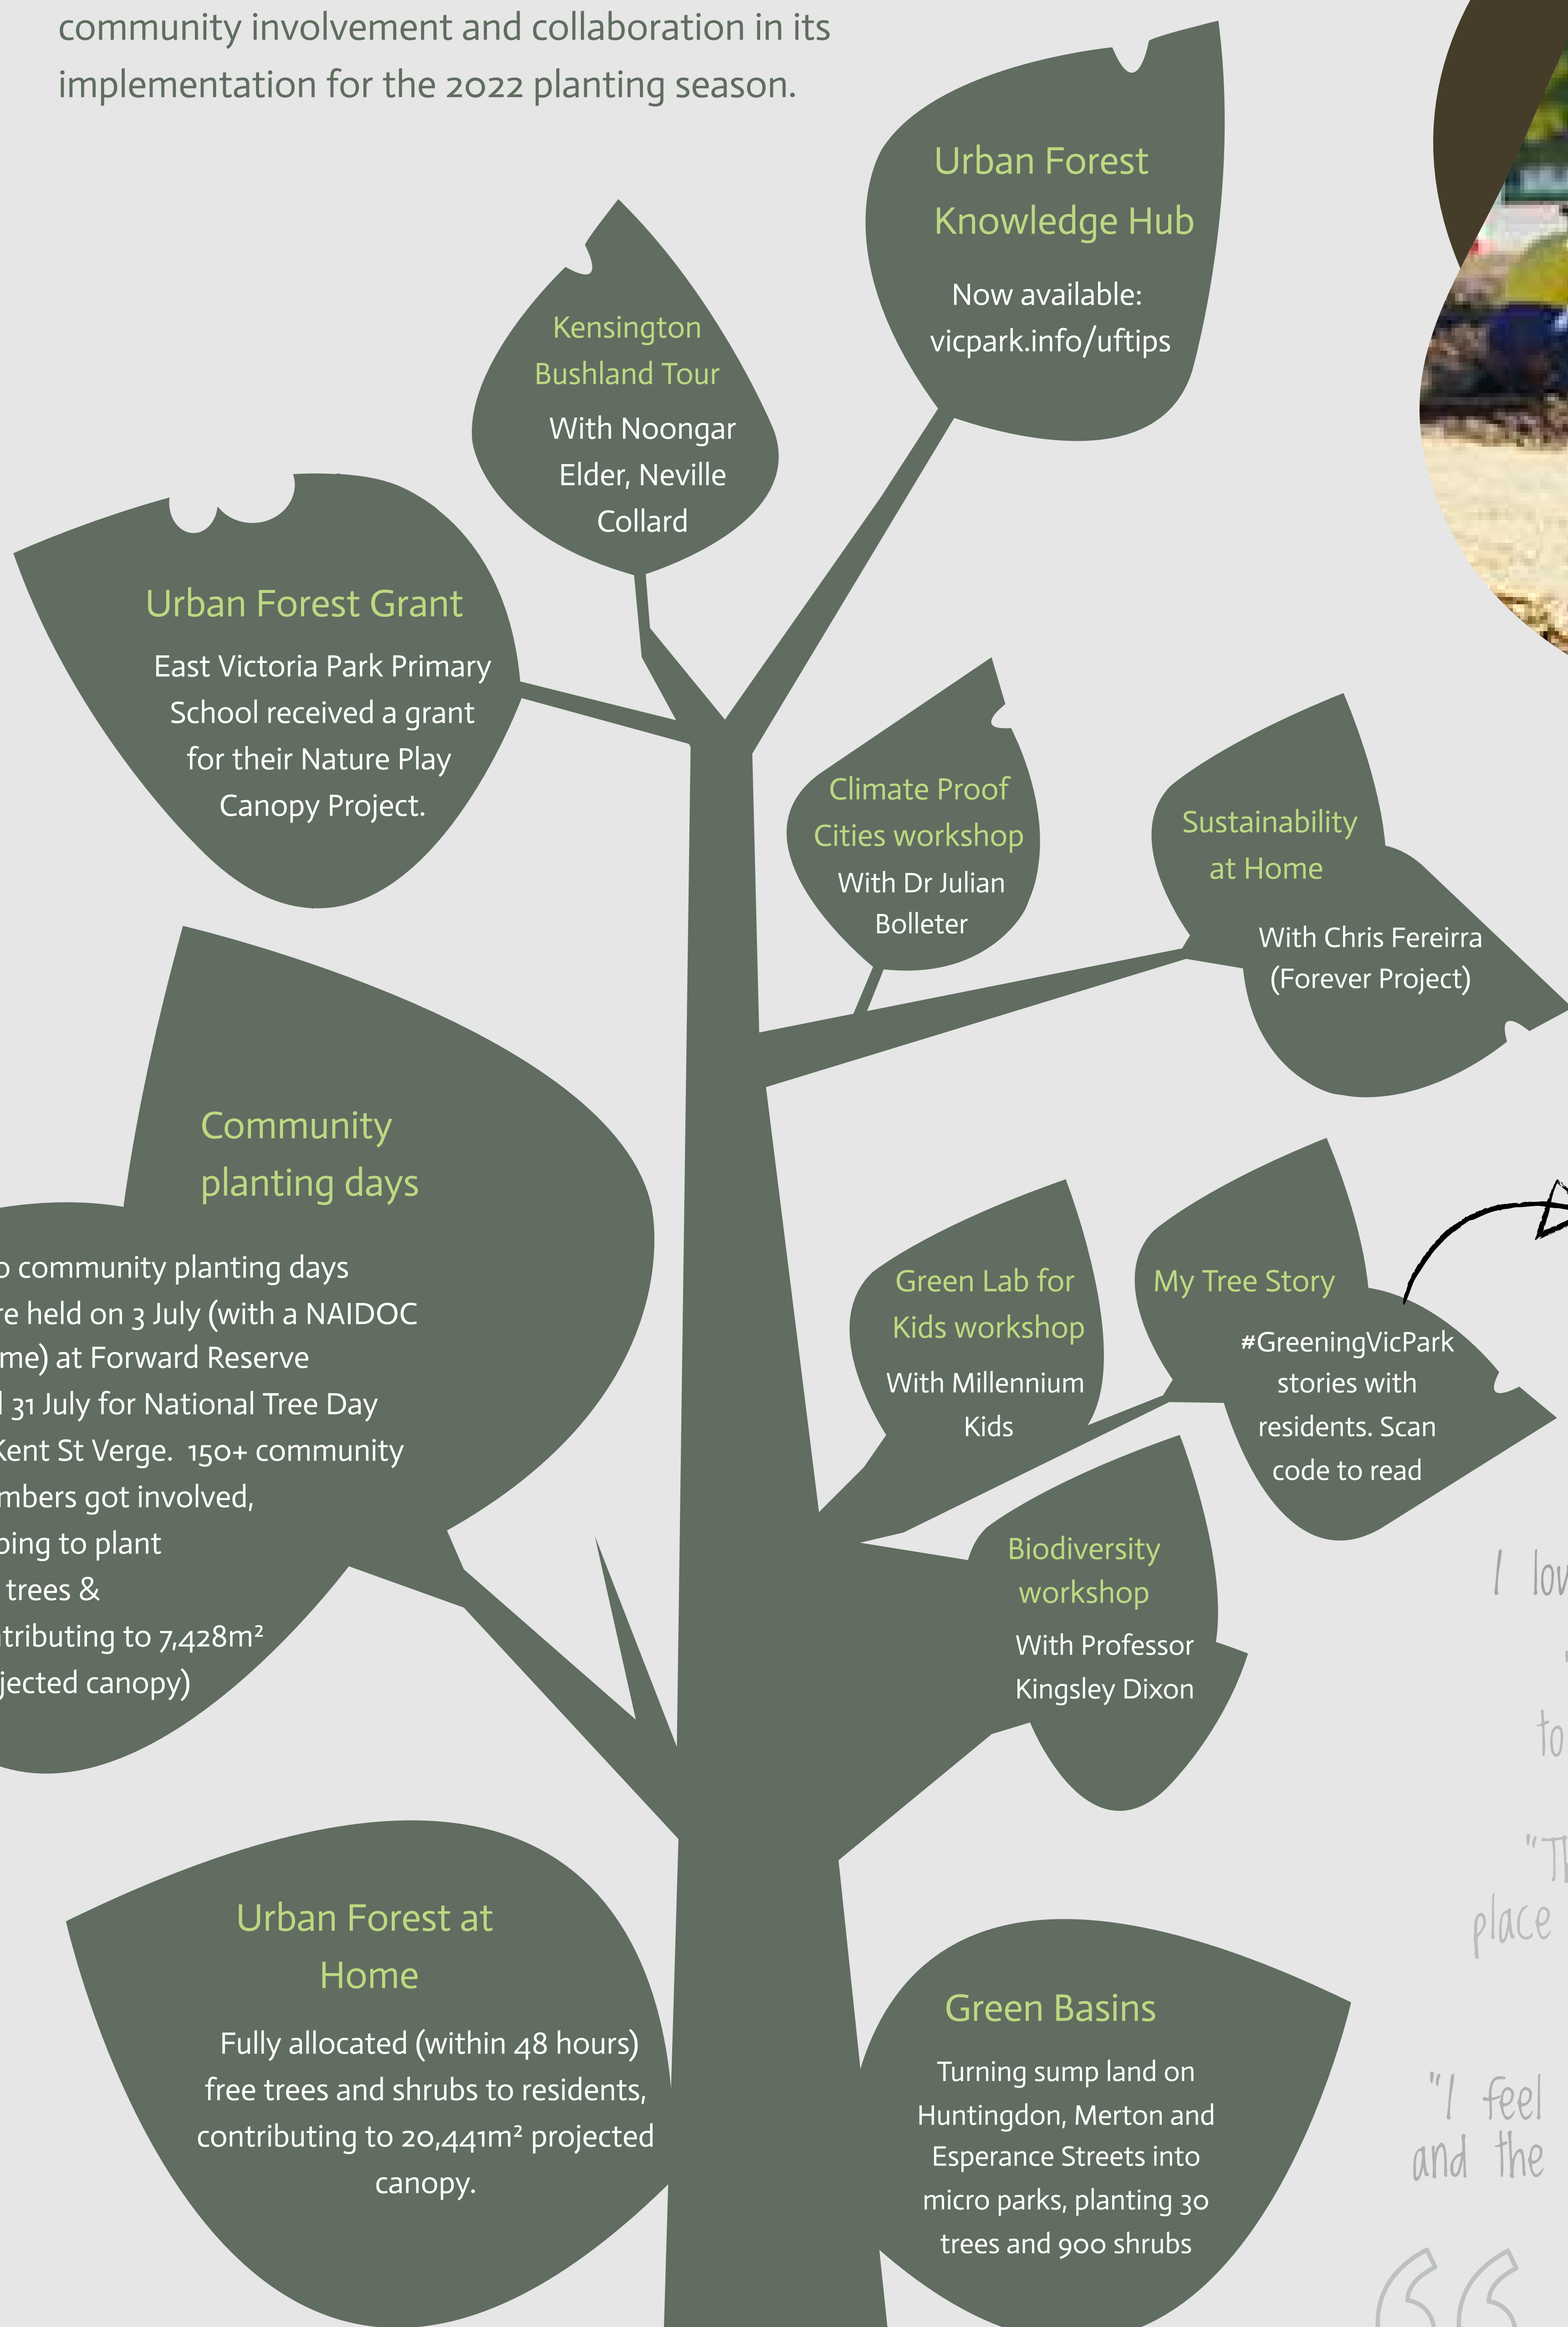 community involvement and collaboration in its
implementation for the 2022 planting season.
Urban Forest
Knowledge Hub
Now available:
vicpark.info/uftips
Kensington
Bushland Tour
With Noongar
Elder, Neville
Collard
Urban Forest Grant
East Victoria Park Primary
School received a grant
for their Nature Play
Canopy Project.
Climate Proof
Cities workshop
With Dr Julian
Bolleter
Sustainability
at Home
With Chris Fereirra
(Forever Project)
Community
planting days
community planting days
held on 3 July (with a NAIDOC
at Forward Reserve
31 July for National Tree Day
Kent St Verge. 150+ community
got involved,
to plant
trees &
to 7,428m²
canopy)
Green Lab for
Kids workshop
With Millennium
Kids
My Tree Story
#GreeningVicPark
stories with
residents. Scan
code to read
Biodiversity
workshop
With Professor
Kingsley Dixon
I
to
place
"I feel
and the
Urban Forest at
Home
Fully allocated (within 48 hours)
free trees and shrubs to residents,
contributing to 20,441m² projected
canopy.
Green Basins
Turning sump land on
Huntingdon, Merton and
Esperance Streets into
micro parks, planting 30
trees and 900 shrubs